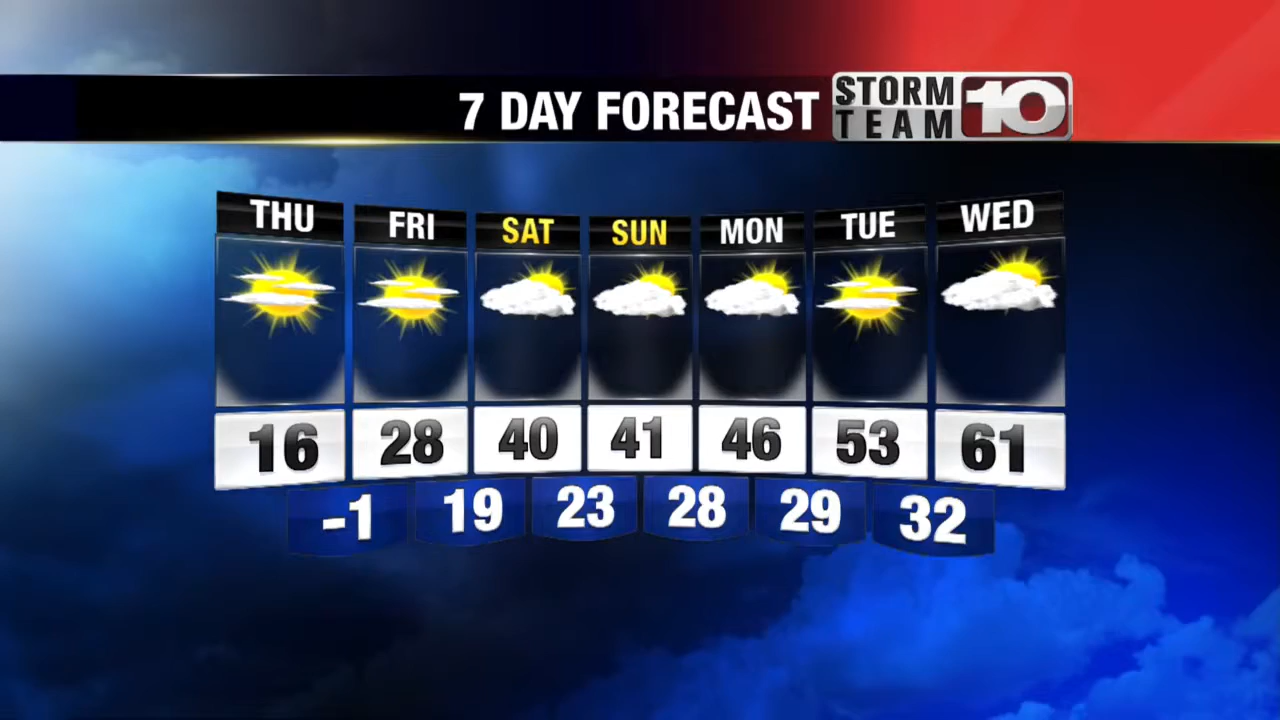 7 DAY FORECAST
STORM TEAM 10
THU FRI SAT SUN MON TUE WED
16 28 40 41 46 53 61
-1 19 23 28 29 32